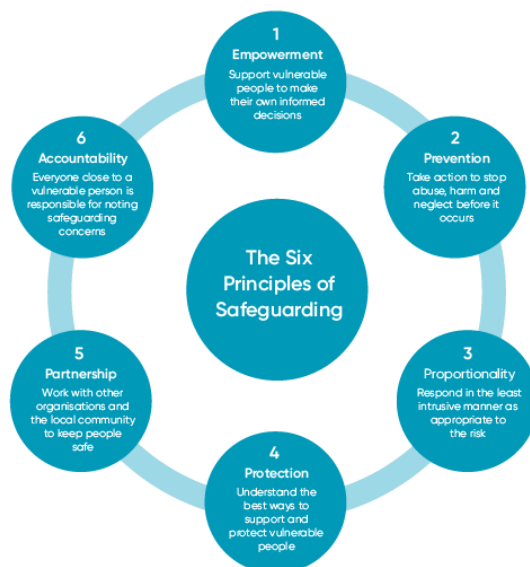 1
Empowerment
Support vulnerable
people to make
their own informed
decisions
2
Prevention
Take action to stop
abuse, harm and
neglect before it
occurs
3
Proportionality
Respond in the least
intrusive manner as
appropriate to
the risk
4
Protection
Understand the
best ways to
support and
protect vulnerable
people
5
Partnership
Work with other
organisations and
the local community
to keep people
safe
6
Accountability
Everyone close to a
vulnerable person is
responsible for noting
safeguarding
concerns
The Six
Principles of
Safeguarding